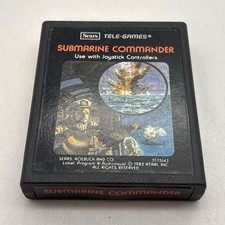 Sears TELE-GAMES®
SUBMARINE COMMANDER
Use with Joystick Controllers
SEARS, ROEBUCK AND CO.
Label, Program & Audiovisual © 1982 ATARI, INC.
ALL RIGHTS RESERVED
SUBMARINE COMMANDER